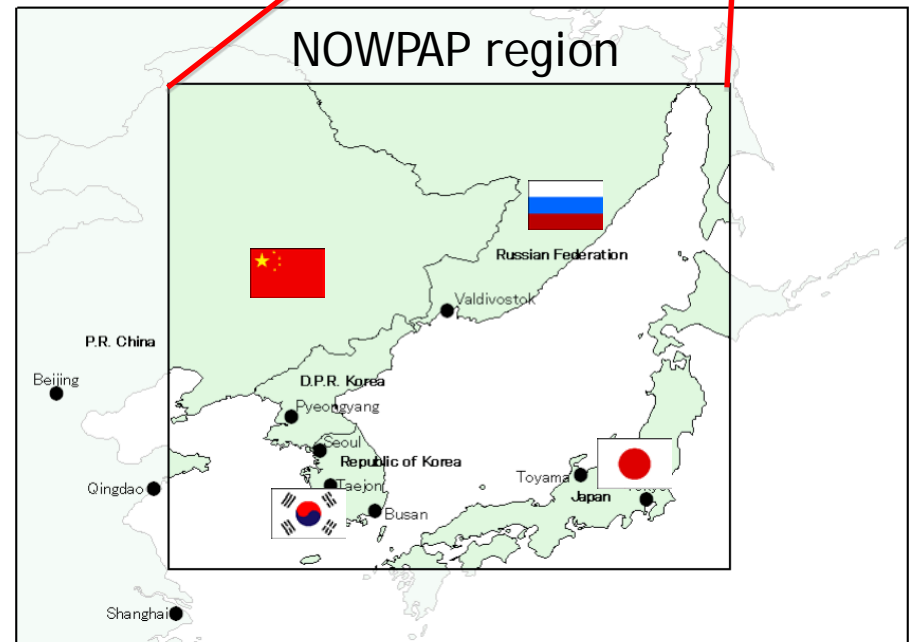 NOWPAP region
Russian Federation
Valdivostok
P.R. China
Beijing
D.P.R. Korea
Pyeongyang
Seoul
Republic of Korea
Toyama
Taejon
Qingdao
Japan
Busan
Shanghai